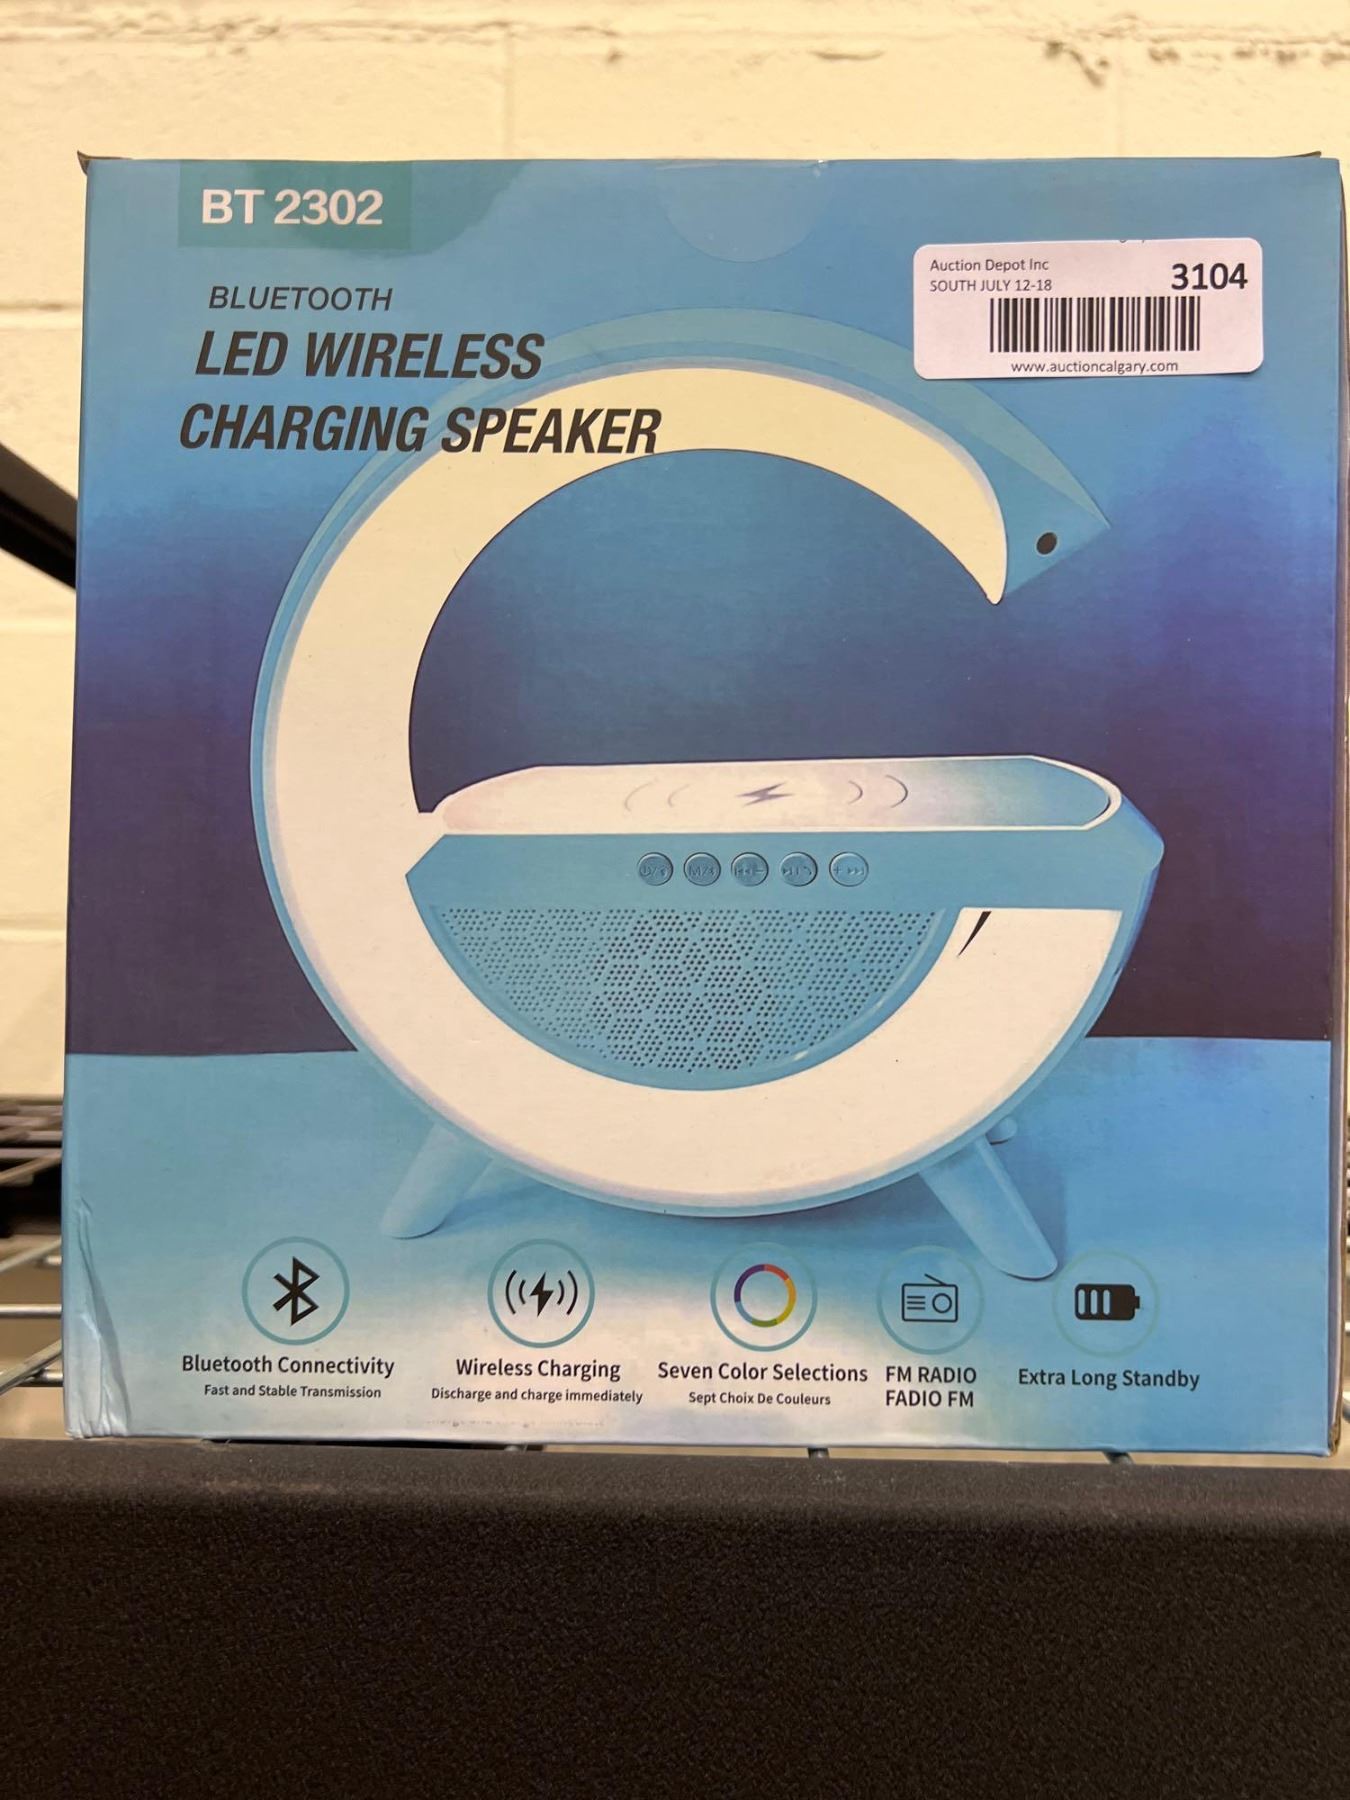 BT 2302
BLUETOOTH
LED WIRELESS
CHARGING SPEAKER
Auction Depot Inc
SOUTH JULY 12-18
3104
www.auctioncalgary.com
Bluetooth Connectivity
Fast and Stable Transmission
Wireless Charging
Discharge and charge immediately
Seven Color Selections
Sept Choix De Couleurs
FM RADIO
FADIO FM
Extra Long Standby